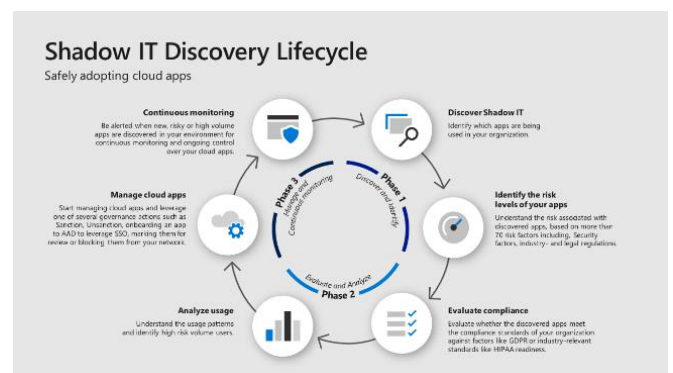 Shadow IT Discovery Lifecycle
Safely adopting cloud apps
Continuous monitoring
Be alerted when new, risky or high volume
apps are discovered in your environment for
continuous monitoring and ongoing control
over your cloud apps.
Discover Shadow IT
Identify which apps are being
used in your organization.
Identify the risk
levels of your apps
Understand the risk associated with
discovered apps, based on more than
70 risk factors including, Security
factors, industry- and legal regulations.
Evaluate compliance
Evaluate whether the discovered apps meet
the compliance standards of your organization
against factors like GDPR or industry-relevant
standards like HIPAA readiness.
Analyze usage
Understand the usage patterns
and identify high risk volume users.
Manage cloud apps
Start managing cloud apps and leverage
one of several governance actions such as
Sanction, Unsanction, onboarding an app
to AAD to leverage SSO, marking them for
review or blocking them from your network.
Phase 1
Discover and Identify
Phase 2
Evaluate and Analyze
Phase 3
Manage and
Continuous monitoring